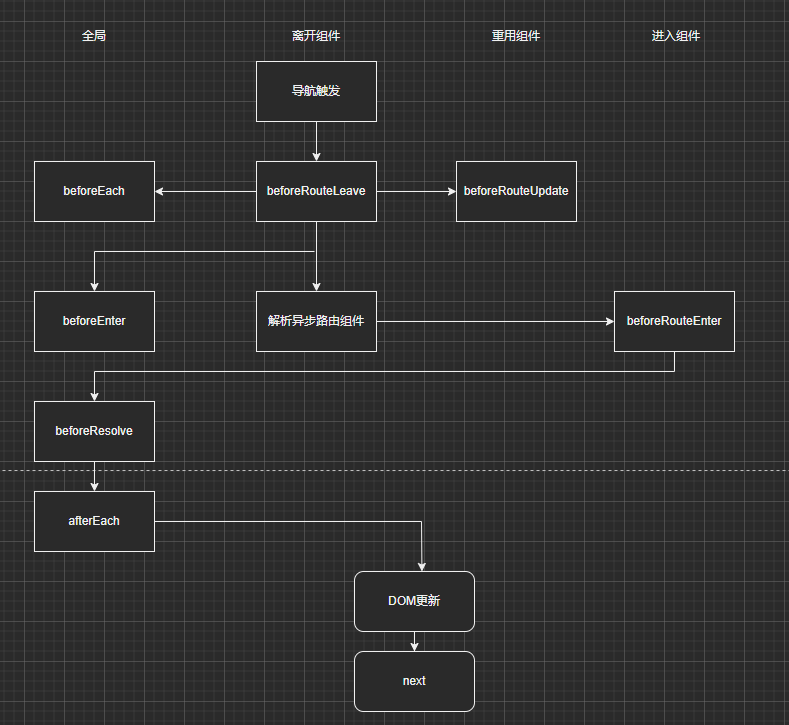 全局
离开组件
重用组件
进入组件
导航触发
beforeEach
beforeRouteLeave
beforeRouteUpdate
beforeEnter
解析异步路由组件
beforeRouteEnter
beforeResolve
afterEach
DOM更新
next